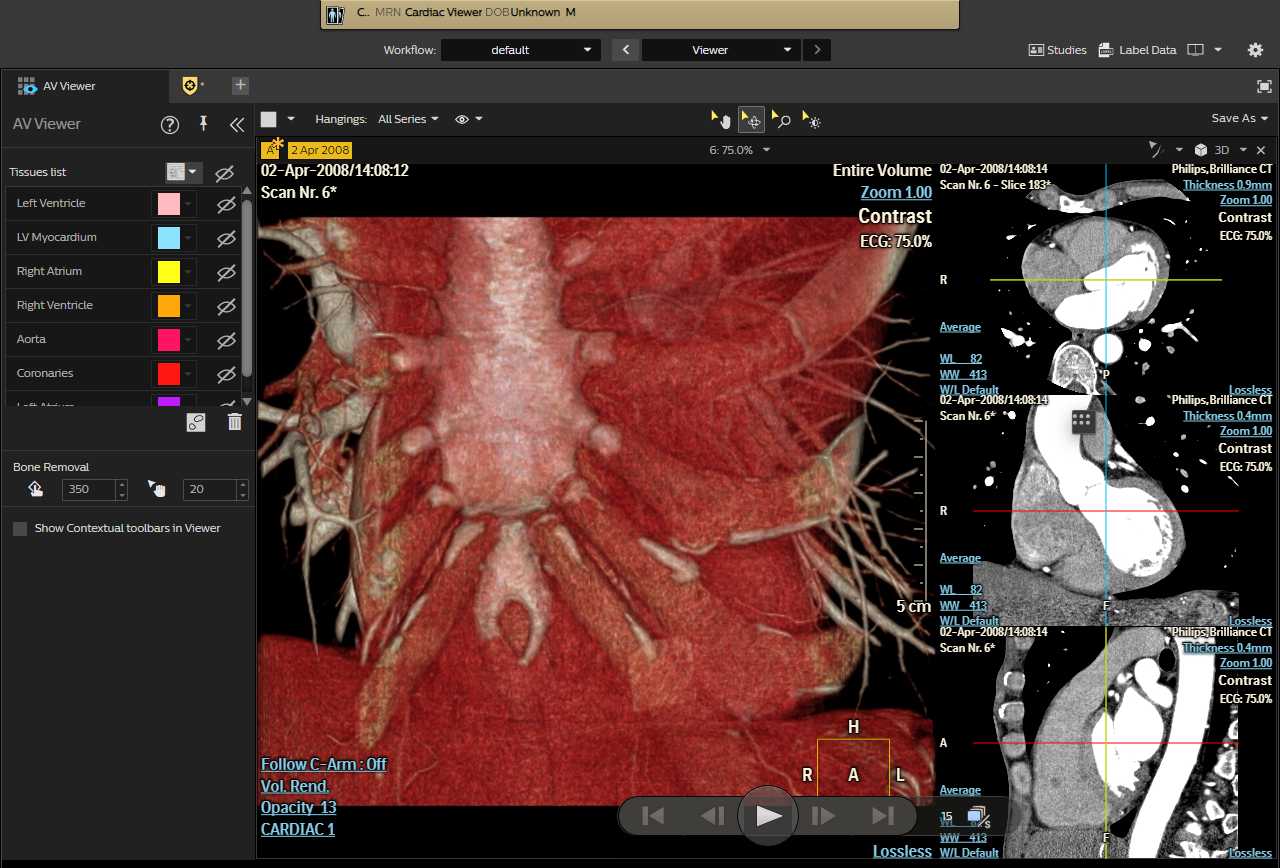 C.. MRN Cardiac Viewer DOB Unknown M
Workflow: default Viewer Studies Label Data
AV Viewer
AV Viewer Hangings: All Series Save As
Tissues list
Left Ventricle
LV Myocardium
Right Atrium
Right Ventricle
Aorta
Coronaries
Left Atrium
Bone Removal
350 20
Show Contextual toolbars in Viewer
A 2 Apr 2008 6: 75.0% 3D
02-Apr-2008/14:08:12
Scan Nr. 6*
Entire Volume
Zoom 1.00
Contrast
ECG: 75.0%
5 cm
H
R A L
Follow C-Arm : Off
Vol. Rend.
Opacity 13
CARDIAC 1
Lossless
15
02-Apr-2008/14:08:14
Scan Nr. 6 - Slice 183*
Philips,Brilliance CT
Thickness 0.9mm
Zoom 1.00
Contrast
ECG: 75.0%
R
Average
WL 82
WW 413
W/L Default
P
Lossless
02-Apr-2008/14:08:14
Scan Nr. 6*
Philips,Brilliance CT
Thickness 0.4mm
Zoom 1.00
Contrast
ECG: 75.0%
R
Average
WL 82
WW 413
W/L Default
F
Lossless
02-Apr-2008/14:08:14
Scan Nr. 6*
Philips,Brilliance CT
Thickness 0.4mm
Zoom 1.00
Contrast
ECG: 75.0%
A
Average
WW 413
W/L Default
F
Lossless